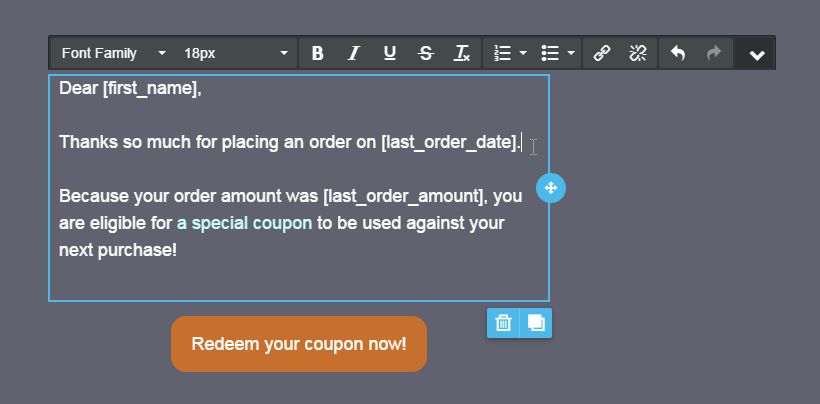 Font Family 18px B I U S Tx
Dear [first_name],
Thanks so much for placing an order on [last_order_date].
Because your order amount was [last_order_amount], you
are eligible for a special coupon to be used against your
next purchase!
Redeem your coupon now!